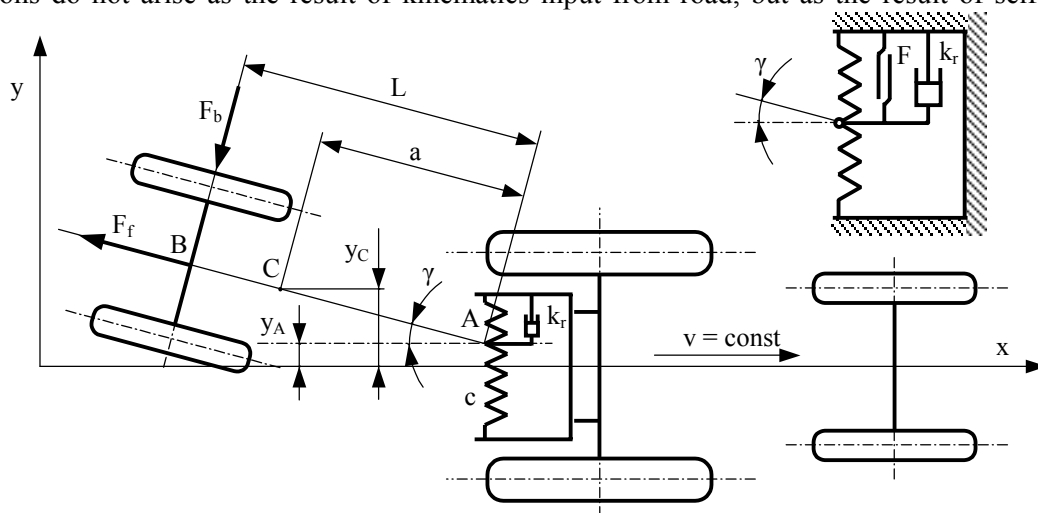 ons do not arise as the result of kinematics input from road, but as the result of self
y
F_b
L
a
γ
F
k_r
F_f
B
C
y_C
γ
y_A
A
k_r
c
v = const
x